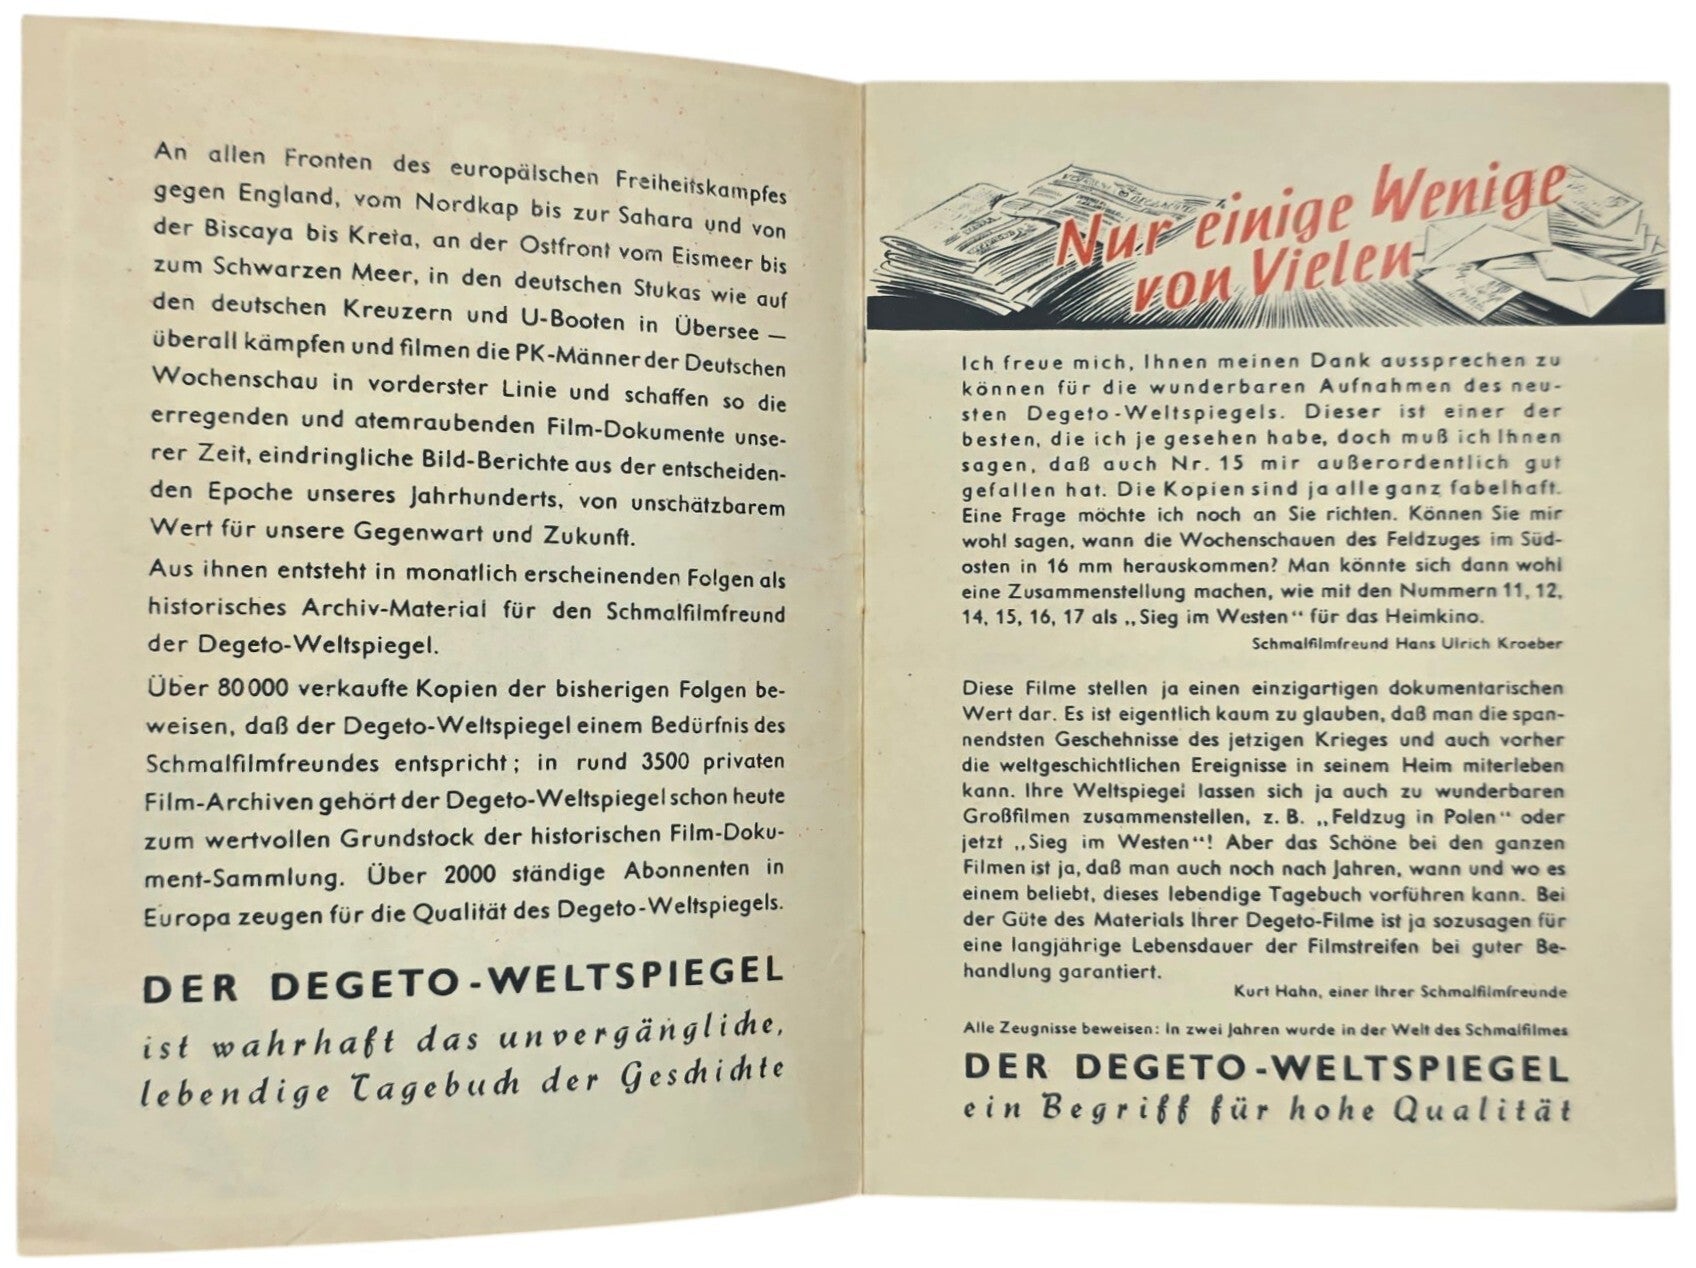 An allen Fronten des europäischen Freiheitskampfes
gegen England, vom Nordkap bis zur Sahara und von
der Biscaya bis Kreta, an der Ostfront vom Eismeer bis
zum Schwarzen Meer, in den deutschen Stukas wie auf
den deutschen Kreuzern und U-Booten in Übersee —
überall kämpfen und filmen die PK-Männer der Deutschen
Wochenschau in vorderster Linie und schaffen so die
erregenden und atemraubenden Film-Dokumente unse-
rer Zeit, eindringliche Bild-Berichte aus der entscheiden-
den Epoche unseres Jahrhunderts, von unschätzbarem
Wert für unsere Gegenwart und Zukunft.
Aus ihnen entsteht in monatlich erscheinenden Folgen als
historisches Archiv-Material für den Schmalfilmfreund
der Degeto-Weltspiegel.
Über 80000 verkaufte Kopien der bisherigen Folgen be-
weisen, daß der Degeto-Weltspiegel einem Bedürfnis des
Schmalfilmfreundes entspricht; in rund 3500 privaten
Film-Archiven gehört der Degeto-Weltspiegel schon heute
zum wertvollen Grundstock der historischen Film-Doku-
ment-Sammlung. Über 2000 ständige Abonnenten in
Europa zeugen für die Qualität des Degeto-Weltspiegels.
DER DEGETO-WELTSPIEGEL
ist wahrhaft das unvergängliche,
lebendige Tagebuch der Geschichte
Nur einige Wenige
von Vielen
Ich freue mich, Ihnen meinen Dank aussprechen zu
können für die wunderbaren Aufnahmen des neu-
sten Degeto-Weltspiegels. Dieser ist einer der
besten, die ich je gesehen habe, doch muß ich Ihnen
sagen, daß auch Nr. 15 mir außerordentlich gut
gefallen hat. Die Kopien sind ja alle ganz fabelhaft.
Eine Frage möchte ich noch an Sie richten. Können Sie mir
wohl sagen, wann die Wochenschauen des Feldzuges im Süd-
osten in 16 mm herauskommen? Man könnte sich dann wohl
eine Zusammenstellung machen, wie mit den Nummern 11, 12,
14, 15, 16, 17 als „Sieg im Westen“ für das Heimkino.
Schmalfilmfreund Hans Ulrich Kroeber
Diese Filme stellen ja einen einzigartigen dokumentarischen
Wert dar. Es ist eigentlich kaum zu glauben, daß man die span-
nendsten Geschehnisse des jetzigen Krieges und auch vorher
die weltgeschichtlichen Ereignisse in seinem Heim miterleben
kann. Ihre Weltspiegel lassen sich ja auch zu wunderbaren
Großfilmen zusammenstellen, z. B. „Feldzug in Polen“ oder
jetzt „Sieg im Westen“! Aber das Schöne bei den ganzen
Filmen ist ja, daß man auch noch nach Jahren, wann und wo es
einem beliebt, dieses lebendige Tagebuch vorführen kann. Bei
der Güte des Materials Ihrer Degeto-Filme ist ja sozusagen für
eine langjährige Lebensdauer der Filmstreifen bei guter Be-
handlung garantiert.
Kurt Hahn, einer Ihrer Schmalfilmfreunde
Alle Zeugnisse beweisen: In zwei Jahren wurde in der Welt des Schmalfilmes
DER DEGETO-WELTSPIEGEL
ein Begriff für hohe Qualität